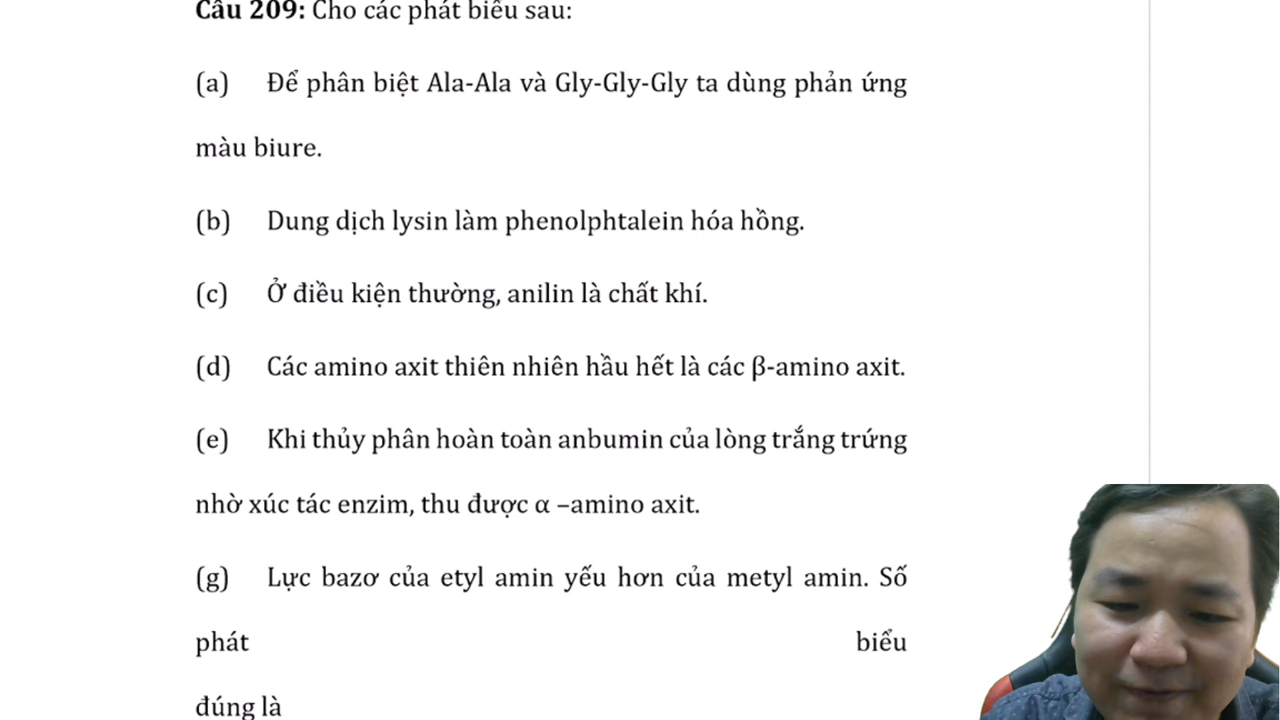 Câu 209: Cho các phát biểu sau:
(a) Để phân biệt Ala-Ala và Gly-Gly-Gly ta dùng phản ứng
màu biure.
(b) Dung dịch lysin làm phenolphtalein hóa hồng.
(c) Ở điều kiện thường, anilin là chất khí.
(d) Các amino axit thiên nhiên hầu hết là các β-amino axit.
(e) Khi thủy phân hoàn toàn anbumin của lòng trắng trứng
nhờ xúc tác enzim, thu được α –amino axit.
(g) Lực bazơ của etyl amin yếu hơn của metyl amin. Số
phát biểu
đúng là